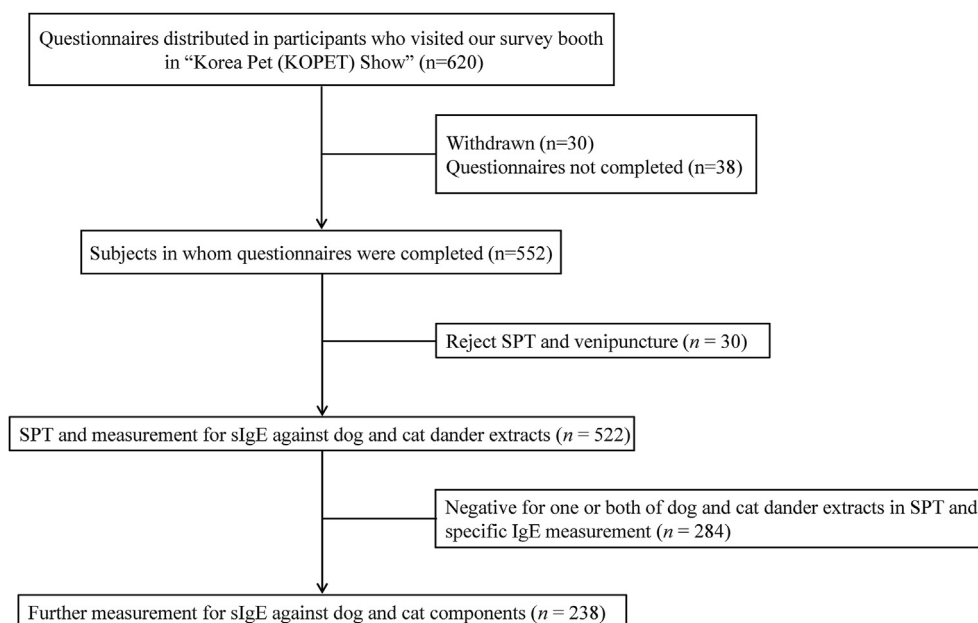 Questionnaires distributed in participants who visited our survey booth
in “Korea Pet (KOPET) Show” (n=620)
Withdrawn (n=30)
Questionnaires not completed (n=38)
Subjects in whom questionnaires were completed (n=552)
Reject SPT and venipuncture (n = 30)
SPT and measurement for sIgE against dog and cat dander extracts (n = 522)
Negative for one or both of dog and cat dander extracts in SPT and
specific IgE measurement (n = 284)
Further measurement for sIgE against dog and cat components (n = 238)